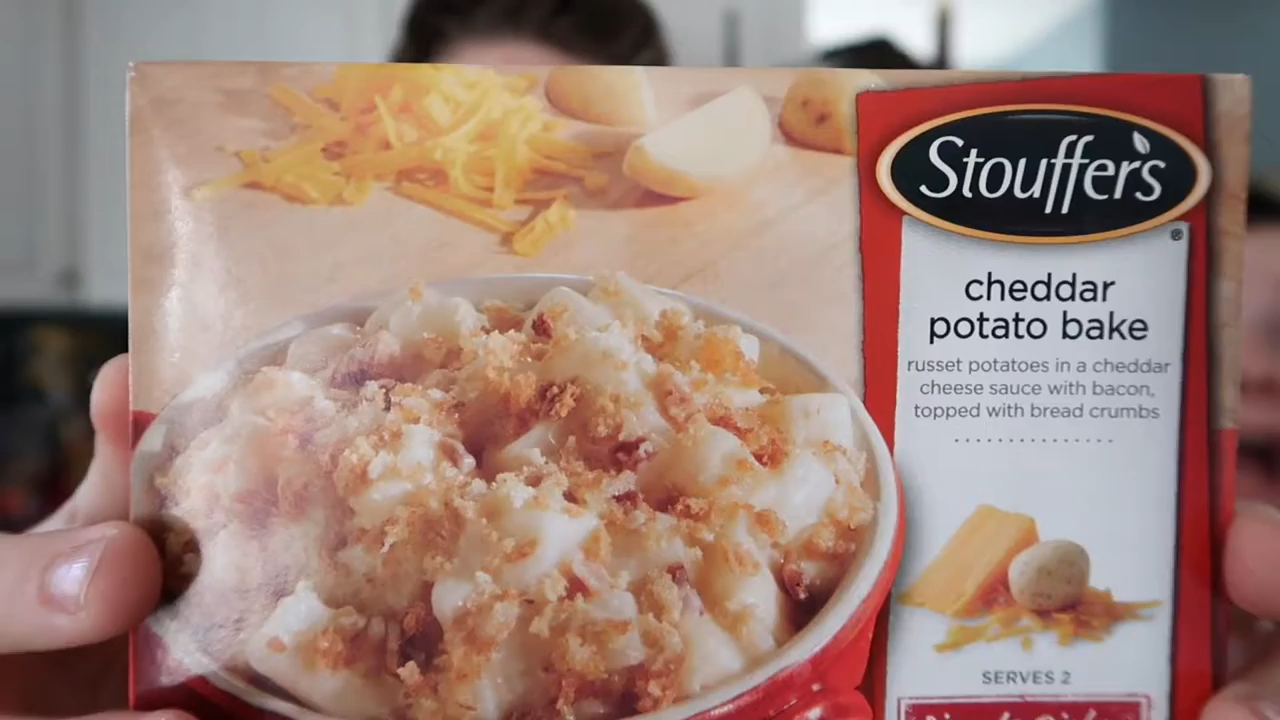 Stouffer's
®
cheddar
potato bake
russet potatoes in a cheddar
cheese sauce with bacon,
topped with bread crumbs
SERVES 2